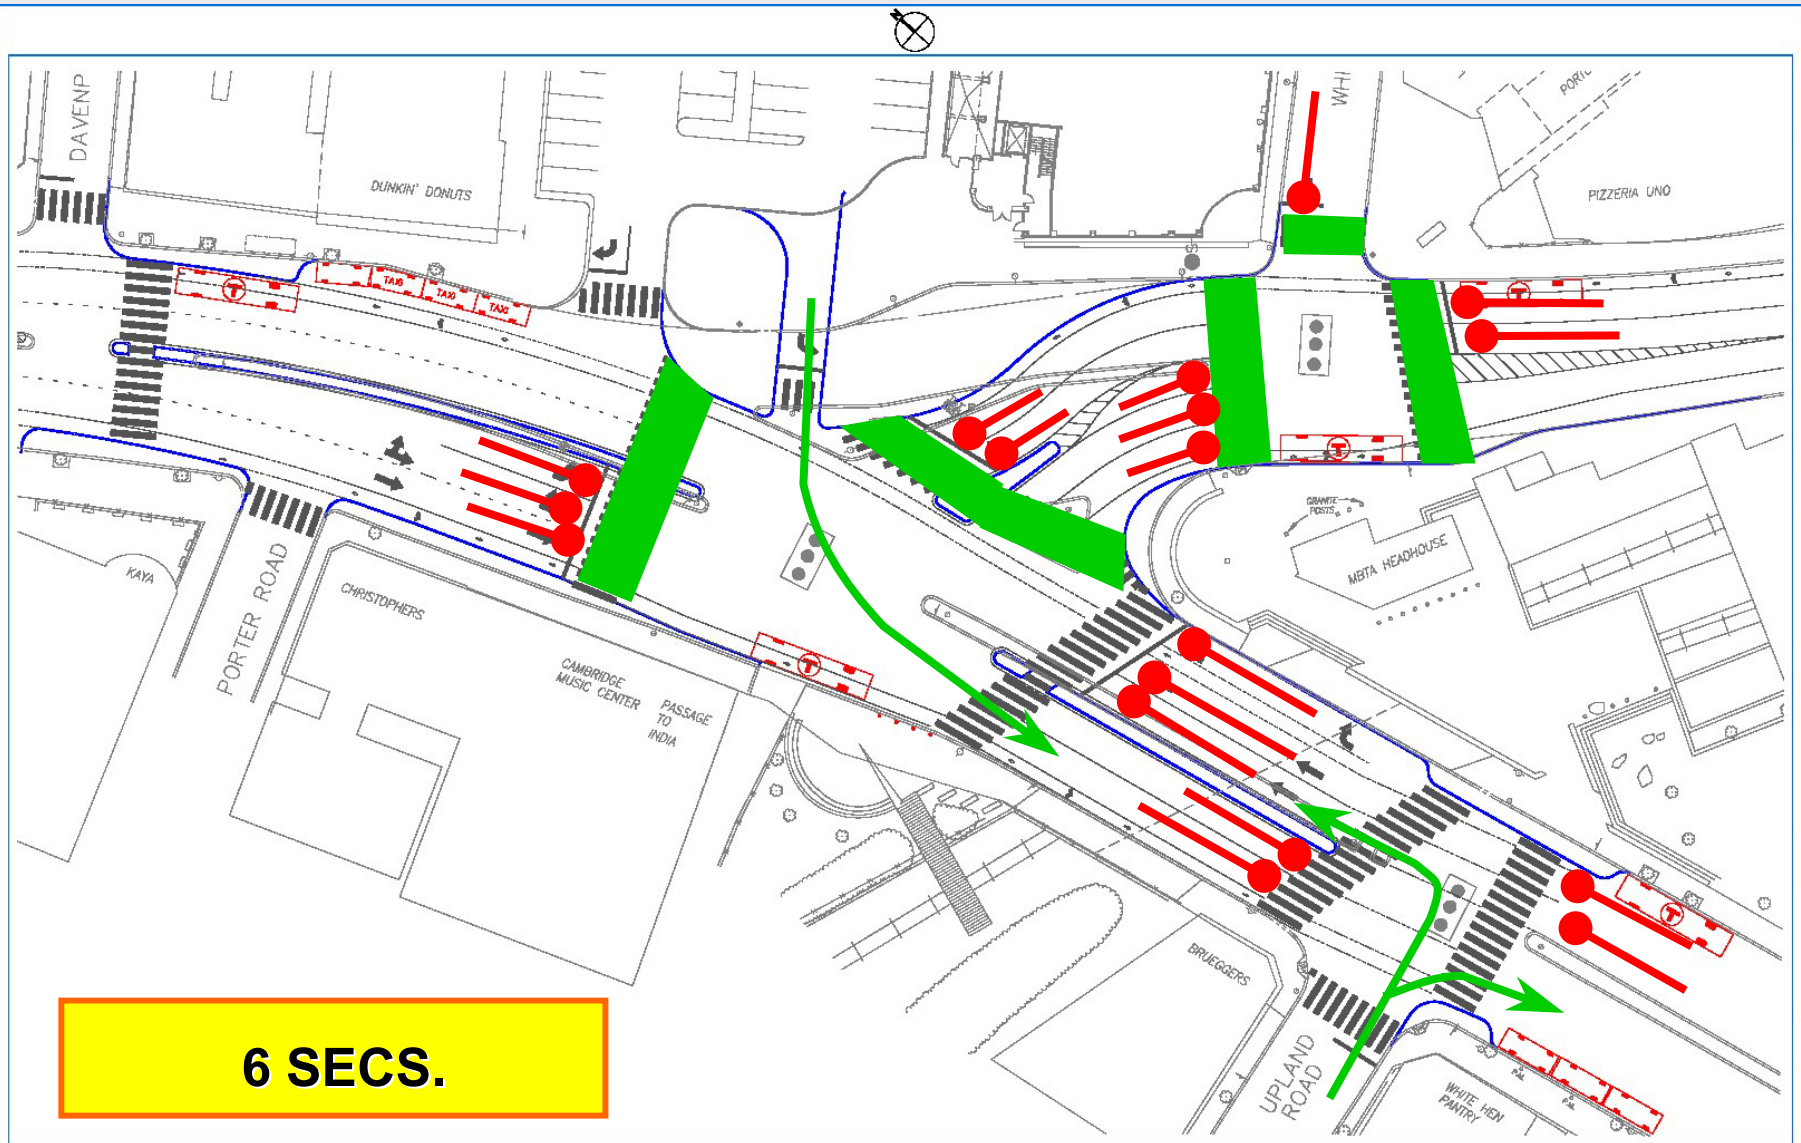 DAVENP
DUNKIN' DONUTS
TAXI
TAXI
TAXI
T
WHI
PIZZERIA UNO
T
T
GRANITE
POSTS
MBTA HEADHOUSE
KAYA
PORTER ROAD
CHRISTOPHERS
CAMBRIDGE
MUSIC CENTER
PASSAGE
TO
INDIA
T
T
BRUEGGERS
UPLAND
ROAD
WHITE HEN
PANTRY
6 SECS.